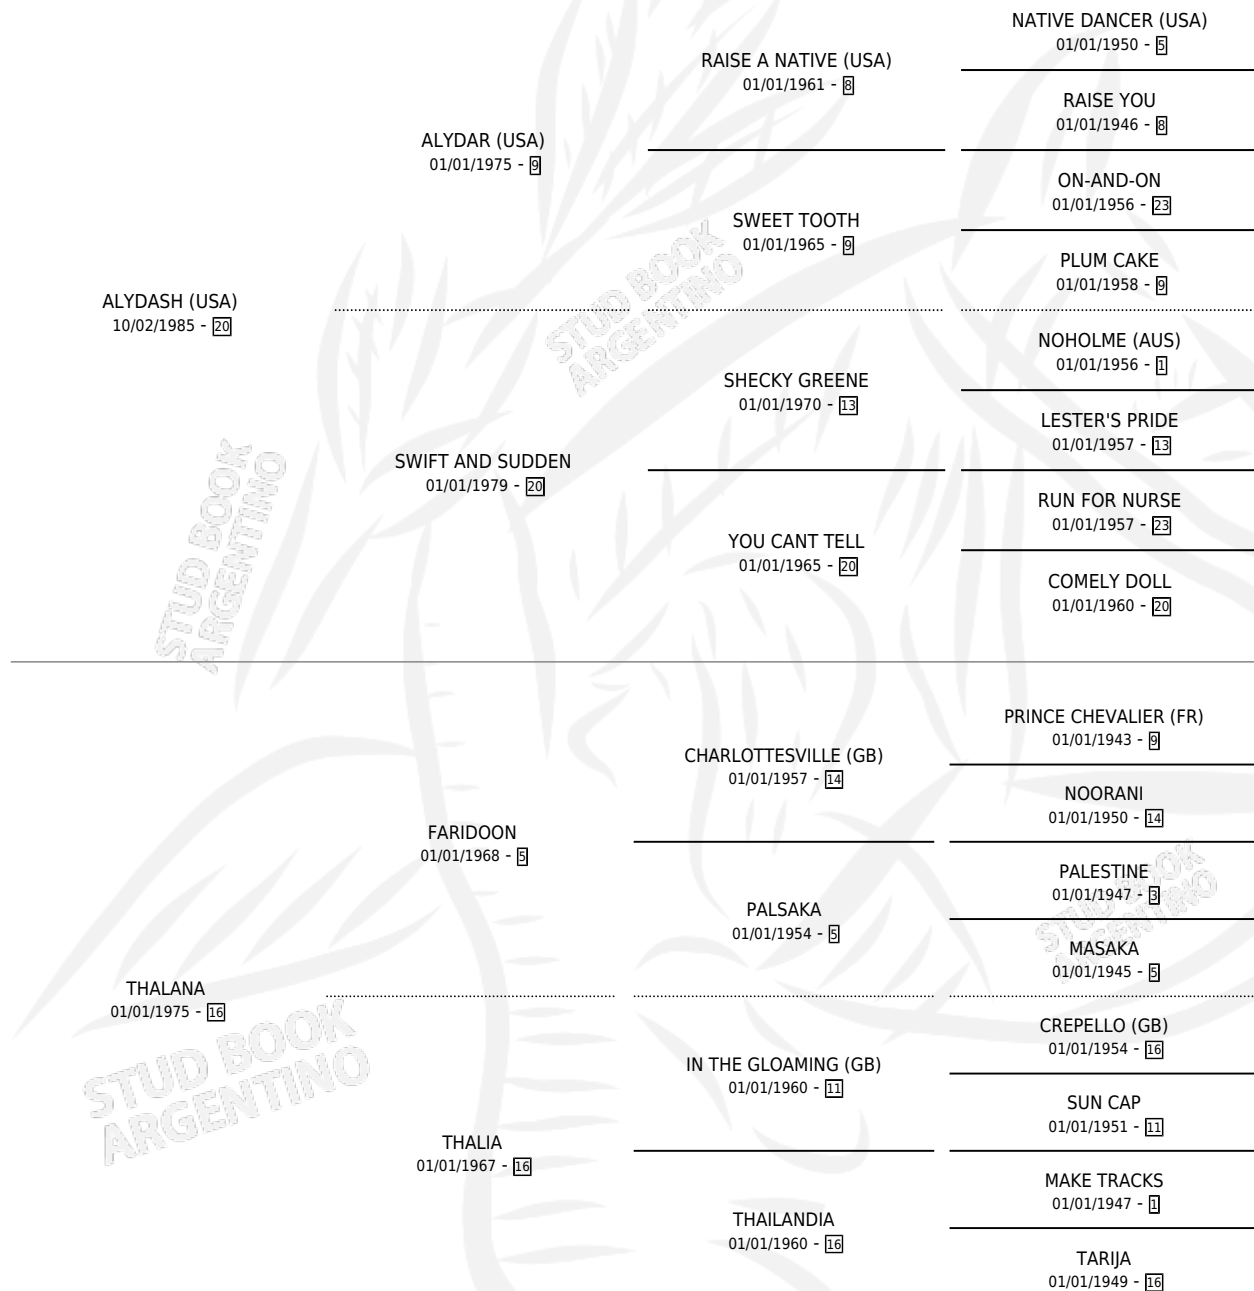 NATIVE DANCER (USA)
01/01/1950 - 5
RAISE A NATIVE (USA)
01/01/1961 - 8
RAISE YOU
01/01/1946 - 8
ALYDAR (USA)
01/01/1975 - 9
ON-AND-ON
01/01/1956 - 23
SWEET TOOTH
01/01/1965 - 9
PLUM CAKE
01/01/1958 - 9
ALYDASH (USA)
10/02/1985 - 20
STUD BOOK
ARGENTINO
NOHOLME (AUS)
01/01/1956 - 1
SHECKY GREENE
01/01/1970 - 13
LESTER'S PRIDE
01/01/1957 - 13
SWIFT AND SUDDEN
01/01/1979 - 20
RUN FOR NURSE
01/01/1957 - 23
YOU CANT TELL
01/01/1965 - 20
COMELY DOLL
01/01/1960 - 20
STUD BOOK
ARGENTINO
PRINCE CHEVALIER (FR)
01/01/1943 - 9
CHARLOTTESVILLE (GB)
01/01/1957 - 14
NOORANI
01/01/1950 - 14
FARIDOON
01/01/1968 - 5
PALESTINE
01/01/1947 - 3
PALSAKA
01/01/1954 - 5
MASAKA
01/01/1945 - 5
STUD BOOK
ARGENTINO
THALANA
01/01/1975 - 16
CREPELLO (GB)
01/01/1954 - 16
IN THE GLOAMING (GB)
01/01/1960 - 11
SUN CAP
01/01/1951 - 11
STUD BOOK
ARGENTINO
THALIA
01/01/1967 - 16
MAKE TRACKS
01/01/1947 - 1
THAILANDIA
01/01/1960 - 16
TARIJA
01/01/1949 - 16